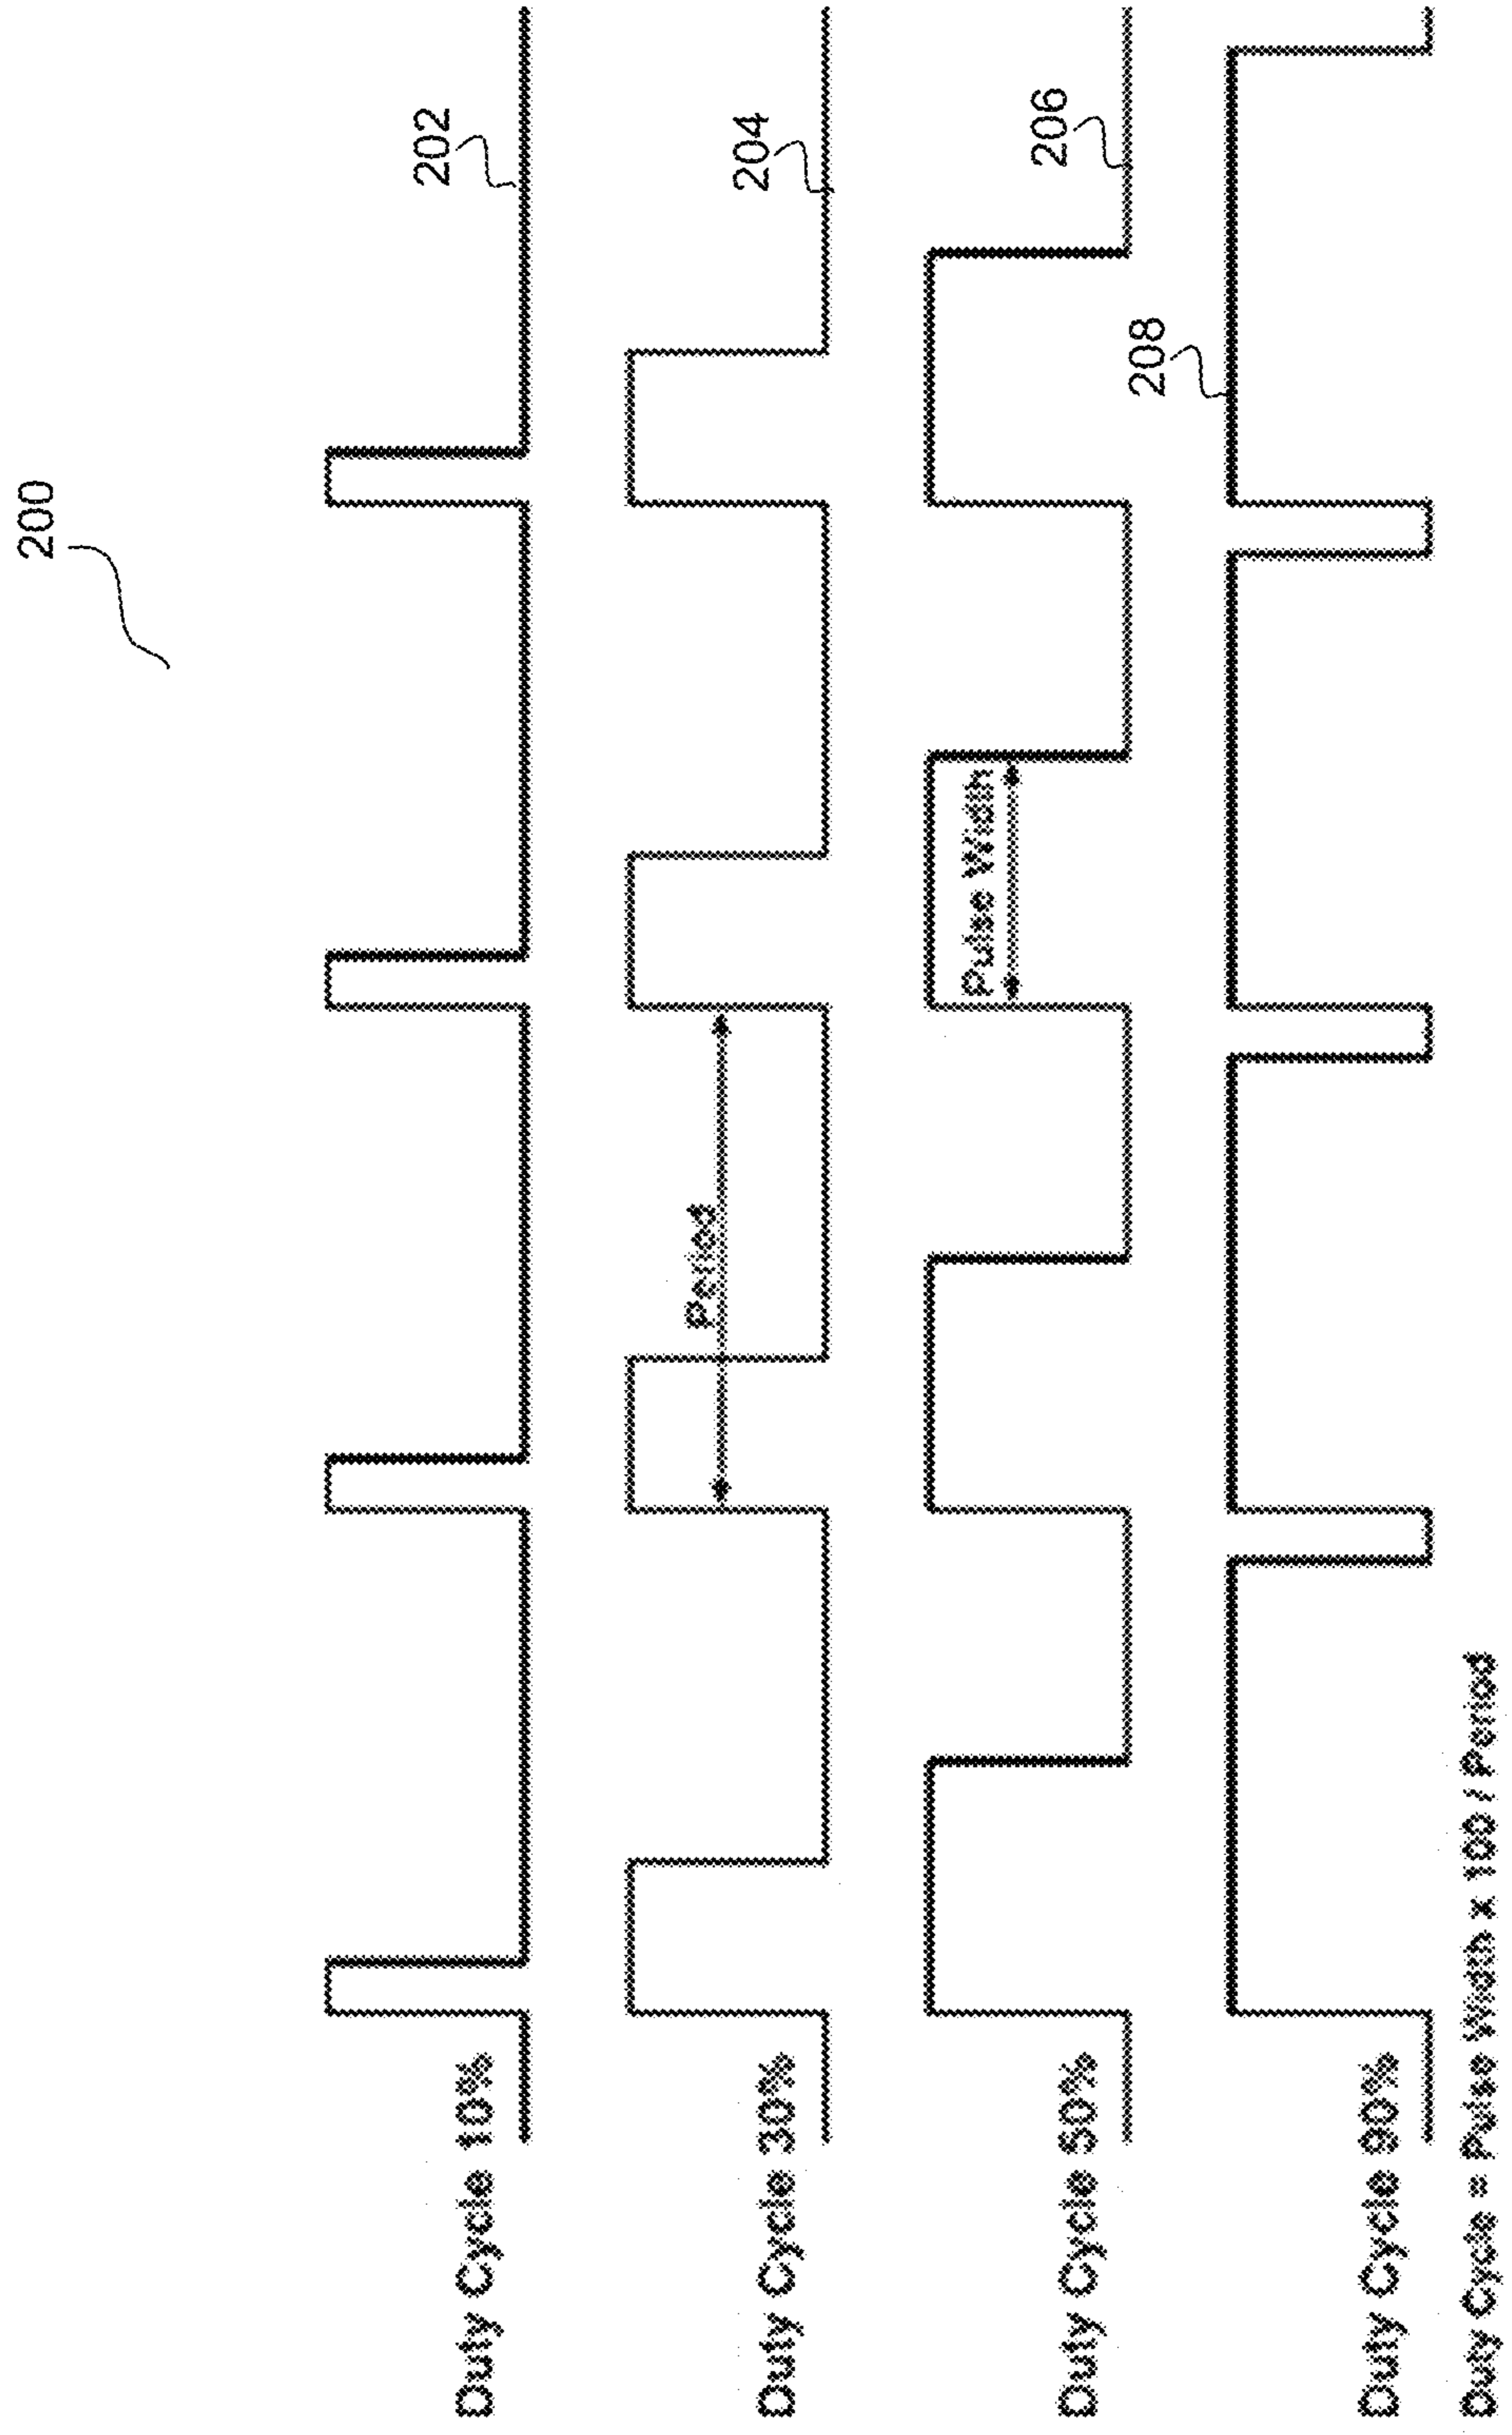 200
202
Duty Cycle 10%
204
Period
Duty Cycle 30%
206
Pulse Width
Duty Cycle 50%
208
Duty Cycle 90%
Duty Cycle = Pulse Width x 100 / Period